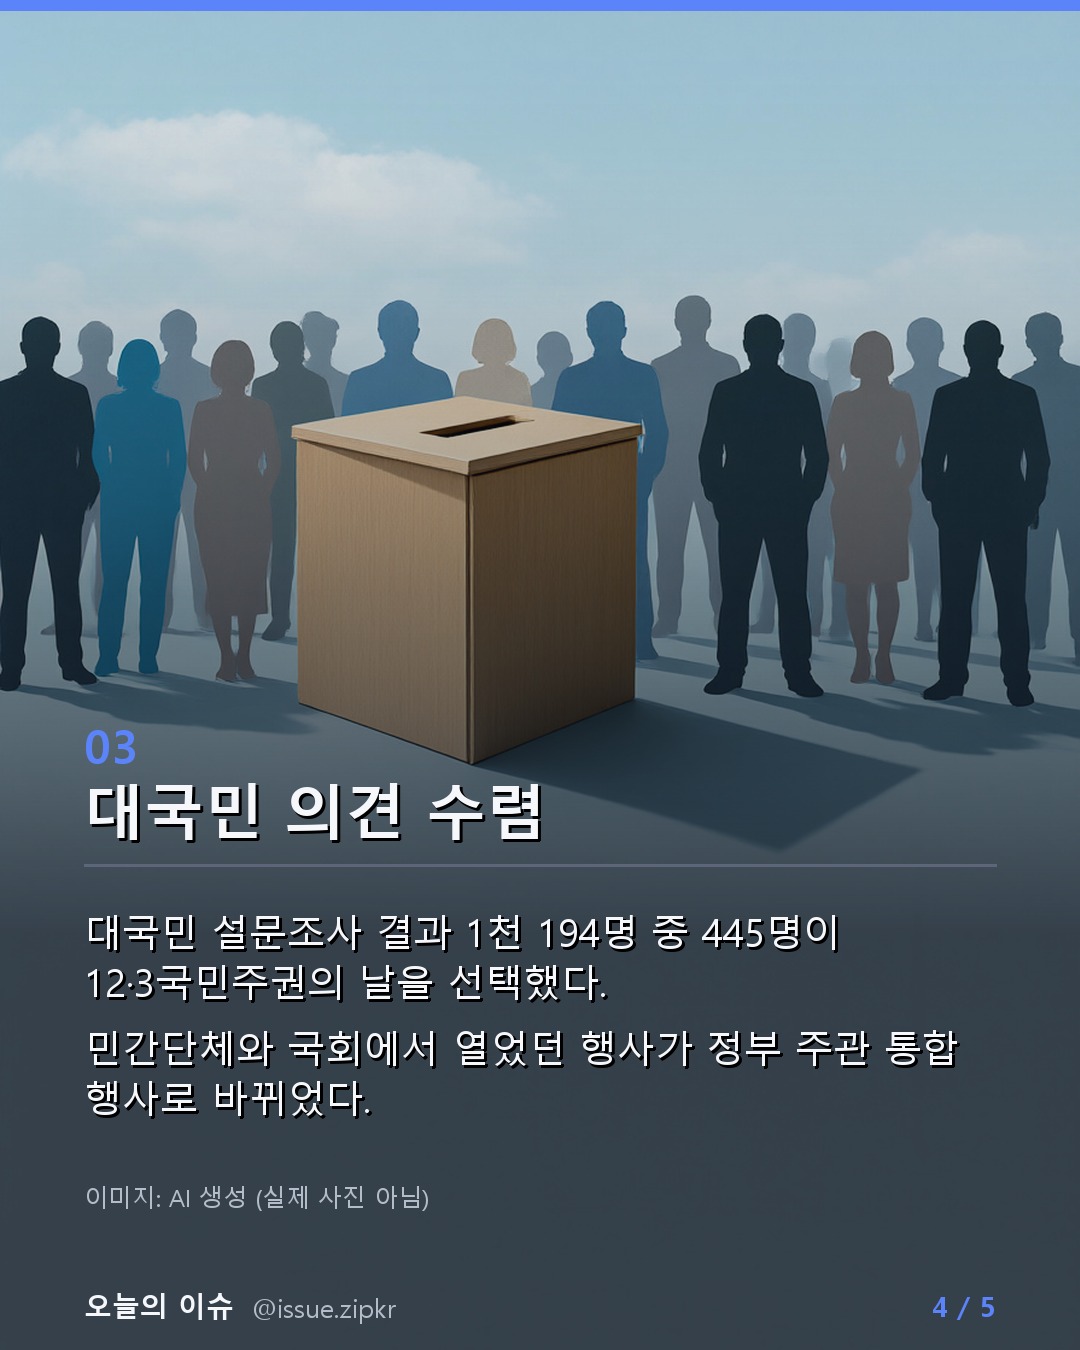 03
대국민 의견 수렴
대국민 설문조사 결과 1천 194명 중 445명이
12·3국민주권의 날을 선택했다.
민간단체와 국회에서 열었던 행사가 정부 주관 통합
행사로 바뀌었다.
이미지: AI 생성 (실제 사진 아님)
오늘의 이슈 @issue.zipkr
4 / 5